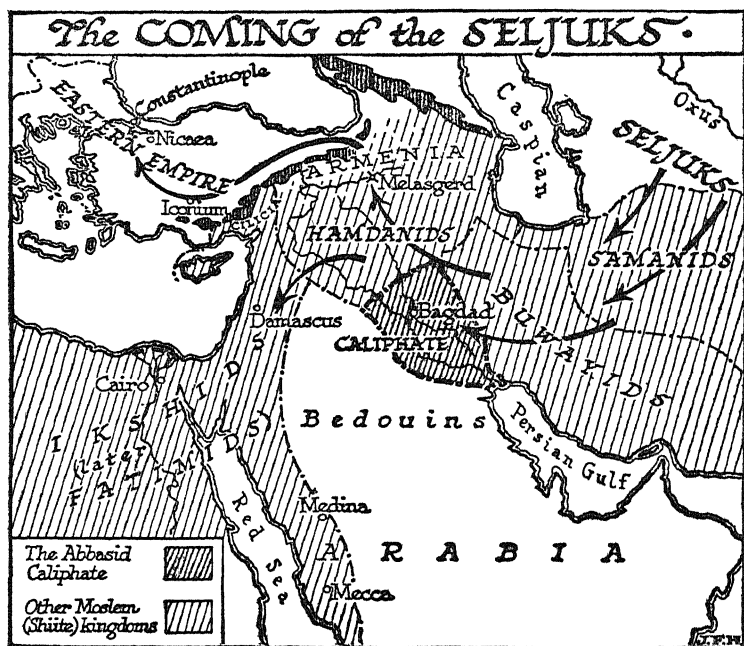 The COMING of the SELJUKS.
Constantinople
Nicaea
EASTERN EMPIRE
Iconium
Cilicia
ARMENIA
Melasgerd
HAMDANIDS
Caspian
Oxus
SELJUKS
SAMANIDS
BUWAYIDS
Bagdad
CALIPHATE
Damascus
Cairo
IKSHIDS
(later
FATIMIDS)
Bedouins
Persian Gulf
Red Sea
Medina
Mecca
ARABIA
The Abbasid
Caliphate
Other Moslem
(Shiite) kingdoms
J.F.H.